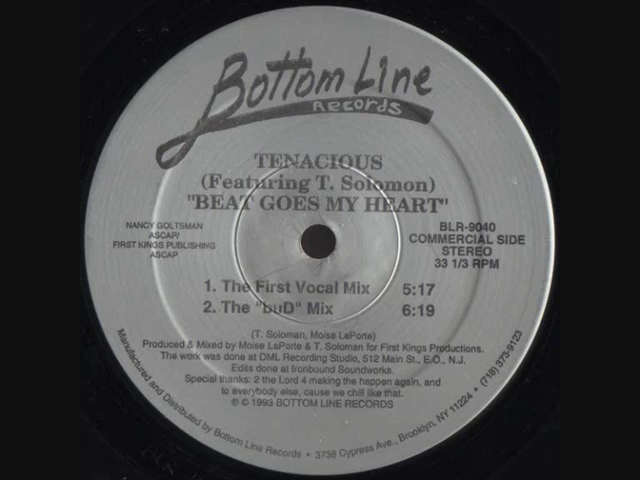 Bottom Line
Records
TENACIOUS
(Featuring T. Solomon)
"BEAT GOES MY HEART"
NANCY GOLTSMAN
ASCAP/
FIRST KINGS PUBLISHING
ASCAP
BLR-9040
COMMERCIAL SIDE
STEREO
33 1/3 RPM
1. The First Vocal Mix 5:17
2. The "buD" Mix 6:19
(T. Soloman, Moise LaPorte)
Produced & Mixed by Moise LaPorte & T. Soloman for First Kings Productions.
The work was done at DML Recording Studio, 512 Main St., E.O., N.J.
Edits done at Ironbound Soundworks.
Special thanks: 2 the Lord 4 making the happen again, and
to everybody else, cause we chill like that.
℗ © 1993 BOTTOM LINE RECORDS
Manufactured and Distributed by Bottom Line Records • 3738 Cypress Ave., Brooklyn, NY 11224 • (718) 373-9123